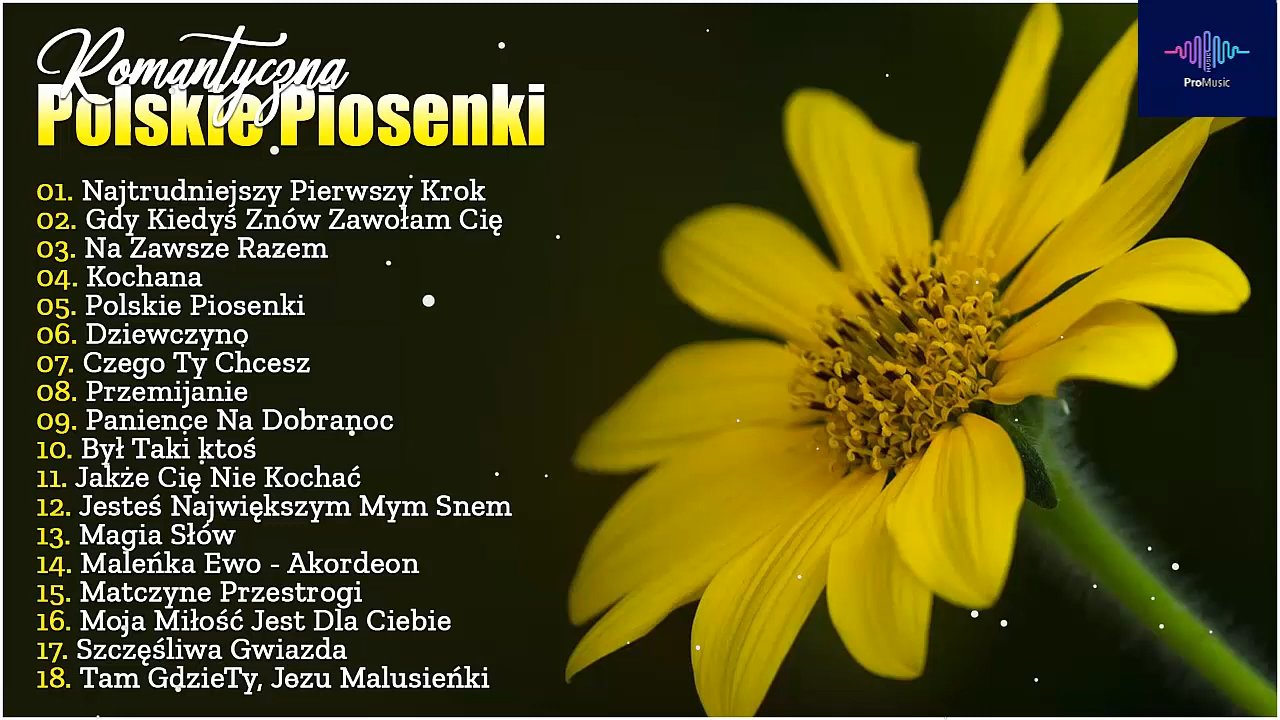 Romantyczna
Polskie Piosenki
01. Najtrudniejszy Pierwszy Krok
02. Gdy Kiedyś Znów Zawołam Cię
03. Na Zawsze Razem
04. Kochana
05. Polskie Piosenki
06. Dziewczyno
07. Czego Ty Chcesz
08. Przemijanie
09. Panience Na Dobranoc
10. Był Taki ktoś
11. Jakże Cię Nie Kochać
12. Jesteś Największym Mym Snem
13. Magia Słów
14. Maleńka Ewo - Akordeon
15. Matczyne Przestrogi
16. Moja Miłość Jest Dla Ciebie
17. Szczęśliwa Gwiazda
18. Tam GdzieTy, Jezu Malusieńki
ProMusic